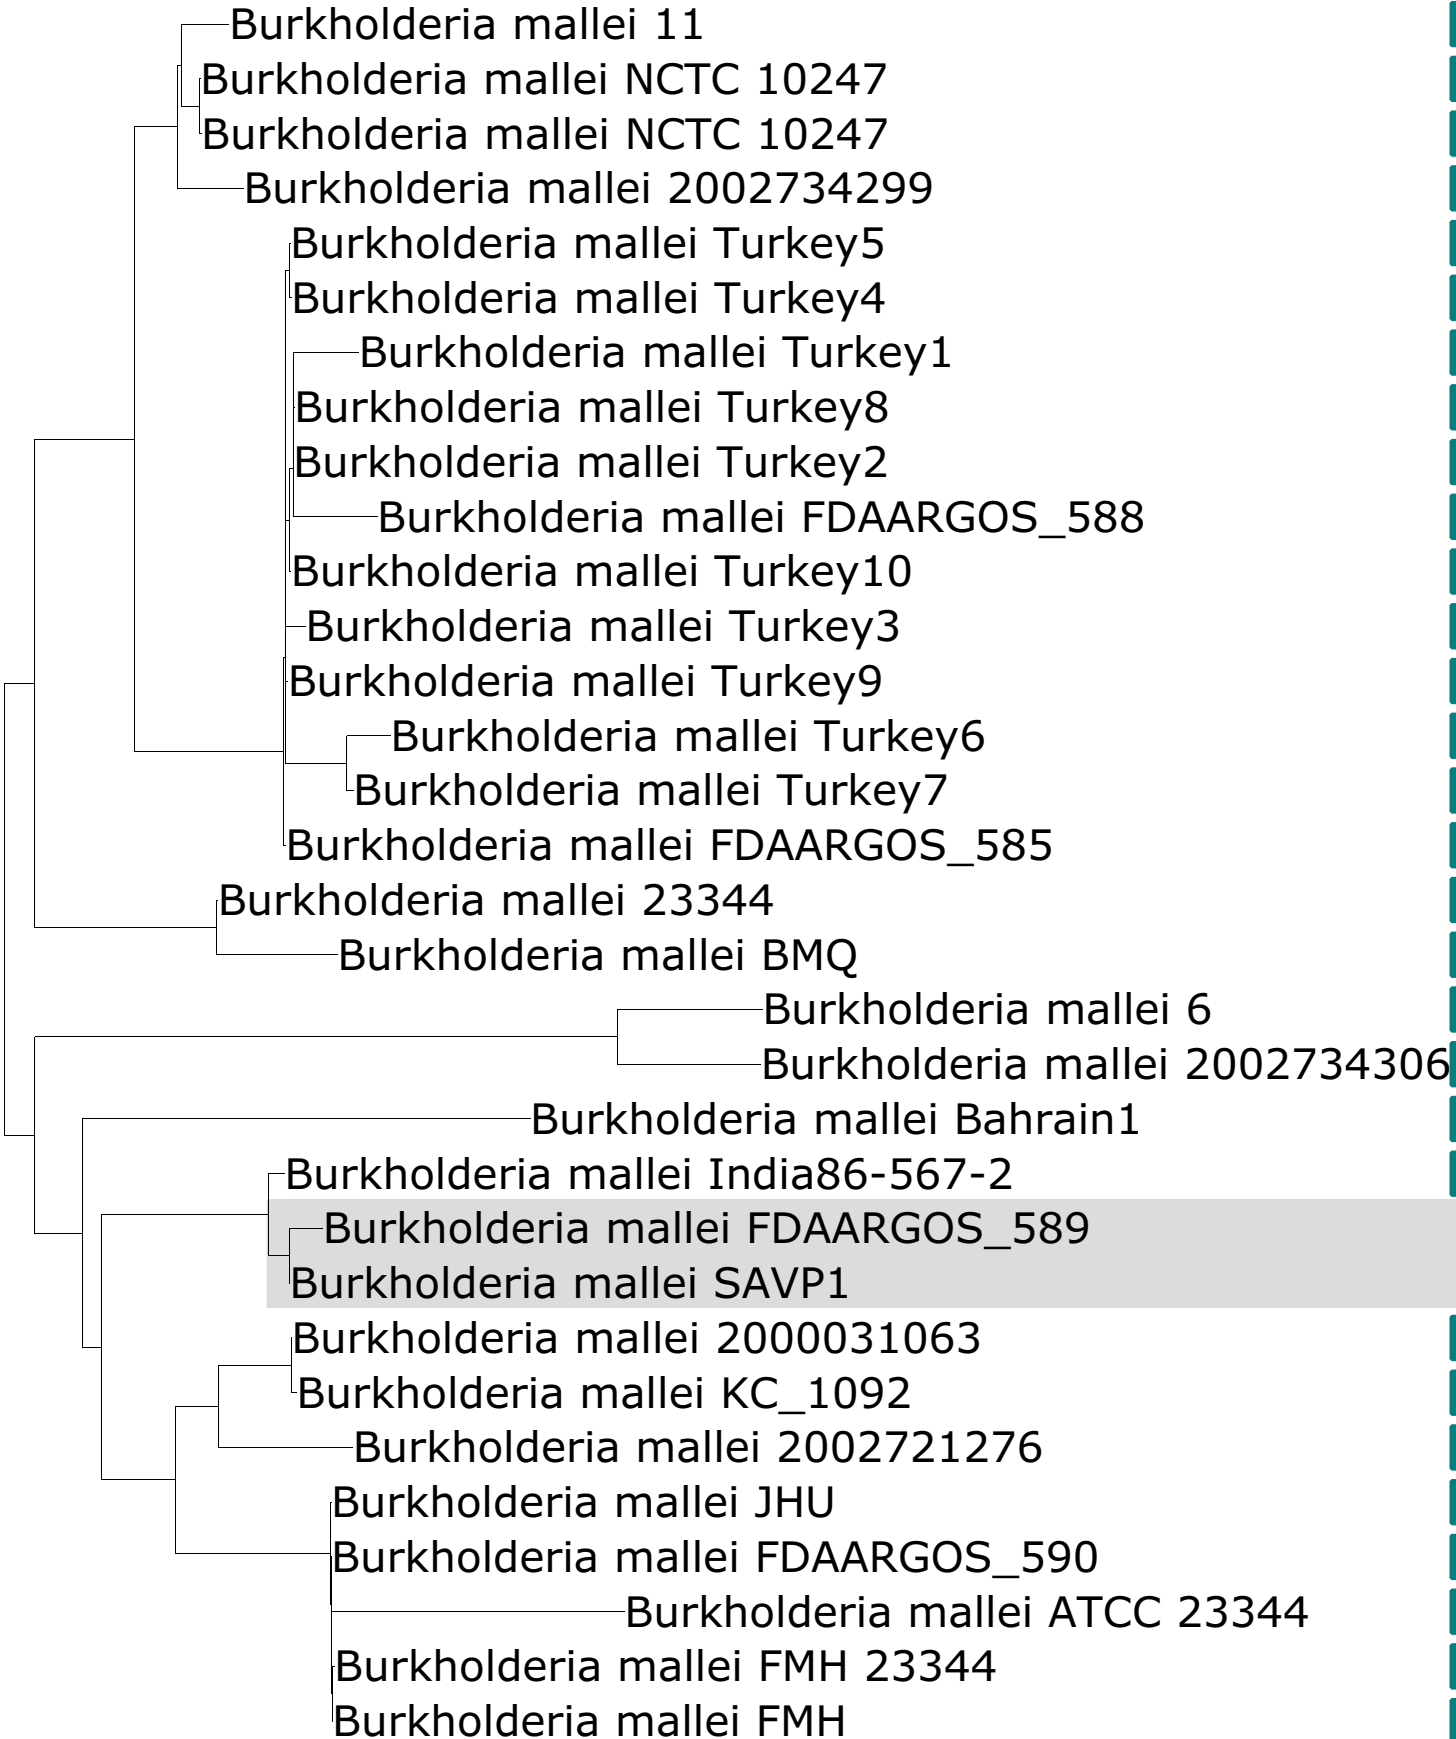 Burkholderia mallei 11
Burkholderia mallei NCTC 10247
Burkholderia mallei NCTC 10247
Burkholderia mallei 2002734299
Burkholderia mallei Turkey5
Burkholderia mallei Turkey4
Burkholderia mallei Turkey1
Burkholderia mallei Turkey8
Burkholderia mallei Turkey2
Burkholderia mallei FDAARGOS_588
Burkholderia mallei Turkey10
Burkholderia mallei Turkey3
Burkholderia mallei Turkey9
Burkholderia mallei Turkey6
Burkholderia mallei Turkey7
Burkholderia mallei FDAARGOS_585
Burkholderia mallei 23344
Burkholderia mallei BMQ
Burkholderia mallei 6
Burkholderia mallei 2002734306
Burkholderia mallei Bahrain1
Burkholderia mallei India86-567-2
Burkholderia mallei FDAARGOS_589
Burkholderia mallei SAVP1
Burkholderia mallei 2000031063
Burkholderia mallei KC_1092
Burkholderia mallei 2002721276
Burkholderia mallei JHU
Burkholderia mallei FDAARGOS_590
Burkholderia mallei ATCC 23344
Burkholderia mallei FMH 23344
Burkholderia mallei FMH